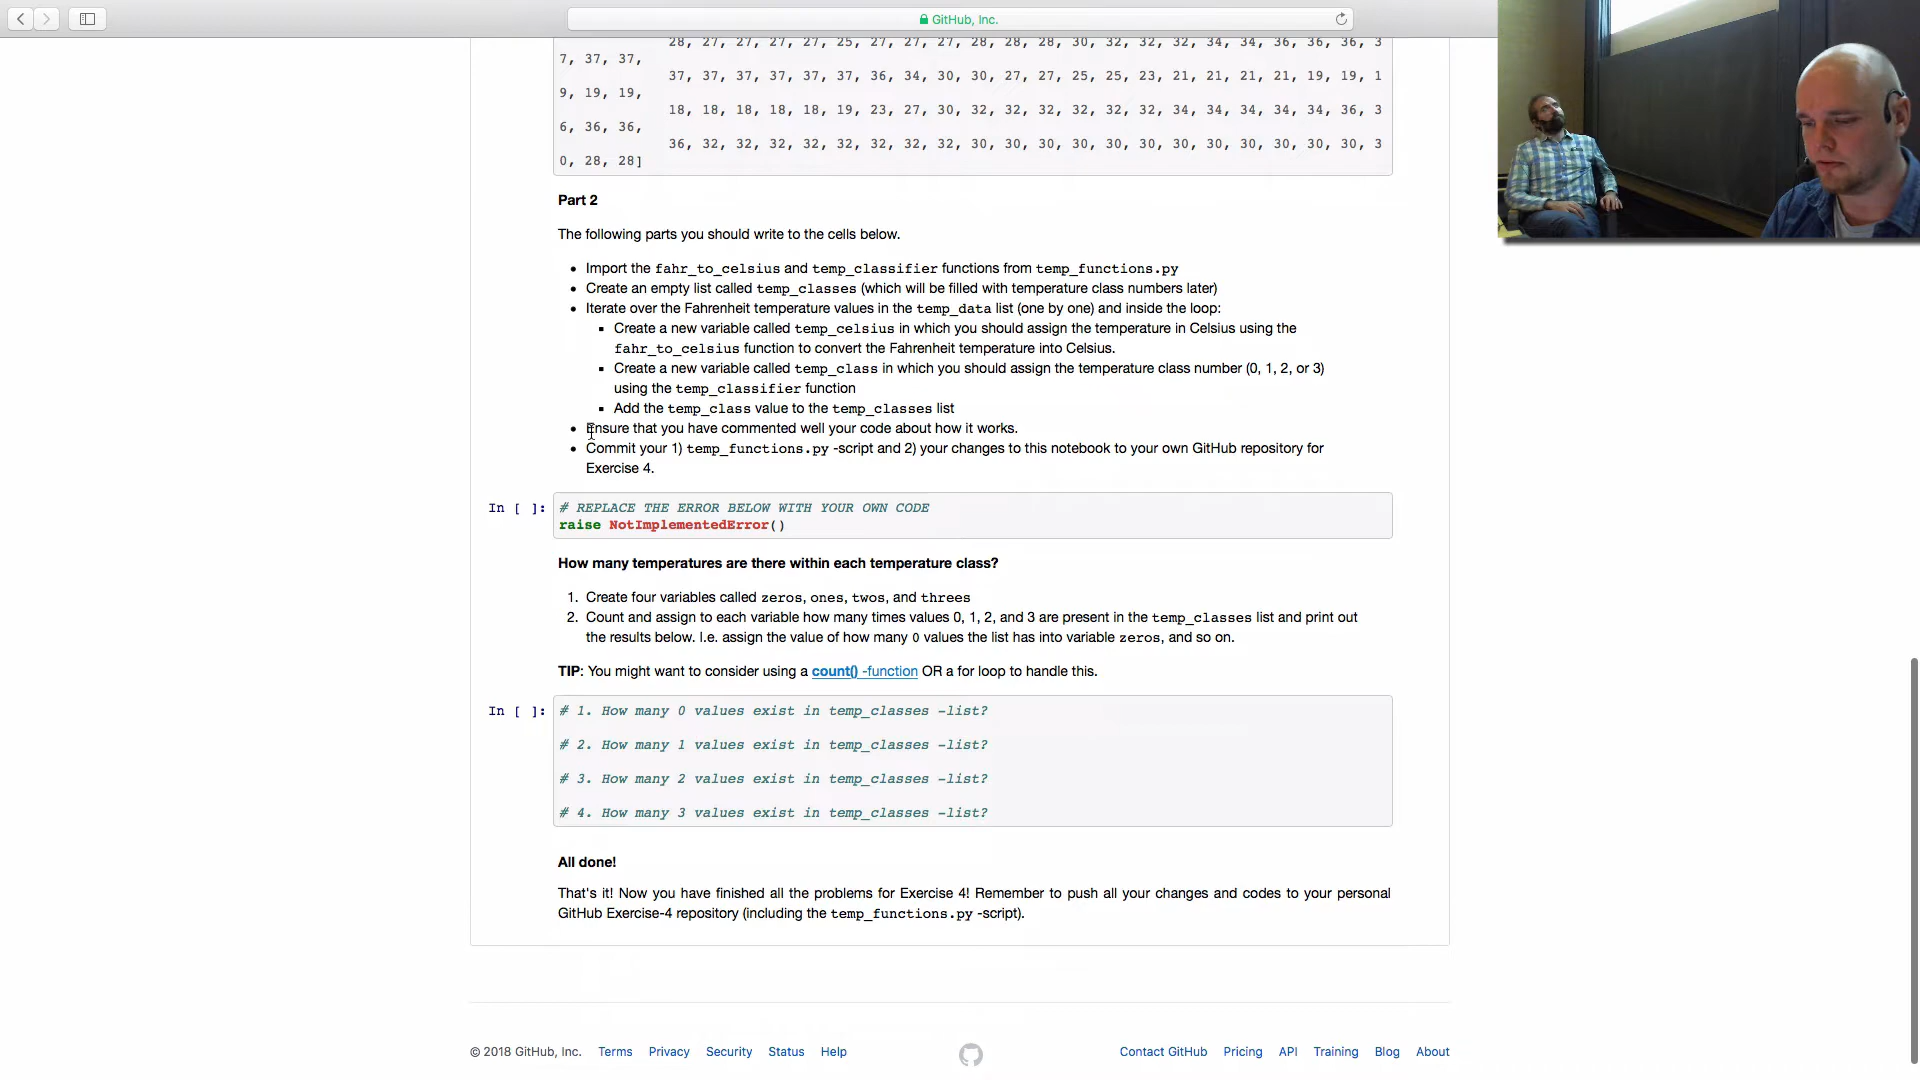 GitHub, Inc.
28, 27, 27, 27, 27, 25, 27, 27, 27, 28, 28, 28, 30, 32, 32, 32, 34, 34, 36, 36, 36, 3
7, 37, 37,
37, 37, 37, 37, 37, 37, 36, 34, 30, 30, 27, 27, 25, 25, 23, 21, 21, 21, 21, 19, 19, 1
9, 19, 19,
18, 18, 18, 18, 18, 19, 23, 27, 30, 32, 32, 32, 32, 32, 32, 34, 34, 34, 34, 34, 36, 3
6, 36, 36,
36, 32, 32, 32, 32, 32, 32, 32, 32, 30, 30, 30, 30, 30, 30, 30, 30, 30, 30, 30, 30, 3
0, 28, 28]
Part 2
The following parts you should write to the cells below.
• Import the fahr_to_celsius and temp_classifier functions from temp_functions.py
• Create an empty list called temp_classes (which will be filled with temperature class numbers later)
• Iterate over the Fahrenheit temperature values in the temp_data list (one by one) and inside the loop:
▪ Create a new variable called temp_celsius in which you should assign the temperature in Celsius using the
fahr_to_celsius function to convert the Fahrenheit temperature into Celsius.
▪ Create a new variable called temp_class in which you should assign the temperature class number (0, 1, 2, or 3)
using the temp_classifier function
▪ Add the temp_class value to the temp_classes list
• Ensure that you have commented well your code about how it works.
• Commit your 1) temp_functions.py -script and 2) your changes to this notebook to your own GitHub repository for
Exercise 4.
In [ ]: # REPLACE THE ERROR BELOW WITH YOUR OWN CODE
raise NotImplementedError()
How many temperatures are there within each temperature class?
1. Create four variables called zeros, ones, twos, and threes
2. Count and assign to each variable how many times values 0, 1, 2, and 3 are present in the temp_classes list and print out
the results below. I.e. assign the value of how many 0 values the list has into variable zeros, and so on.
TIP: You might want to consider using a count() -function OR a for loop to handle this.
In [ ]: # 1. How many 0 values exist in temp_classes -list?
# 2. How many 1 values exist in temp_classes -list?
# 3. How many 2 values exist in temp_classes -list?
# 4. How many 3 values exist in temp_classes -list?
All done!
That's it! Now you have finished all the problems for Exercise 4! Remember to push all your changes and codes to your personal
GitHub Exercise-4 repository (including the temp_functions.py -script).
© 2018 GitHub, Inc. Terms Privacy Security Status Help Contact GitHub Pricing API Training Blog About